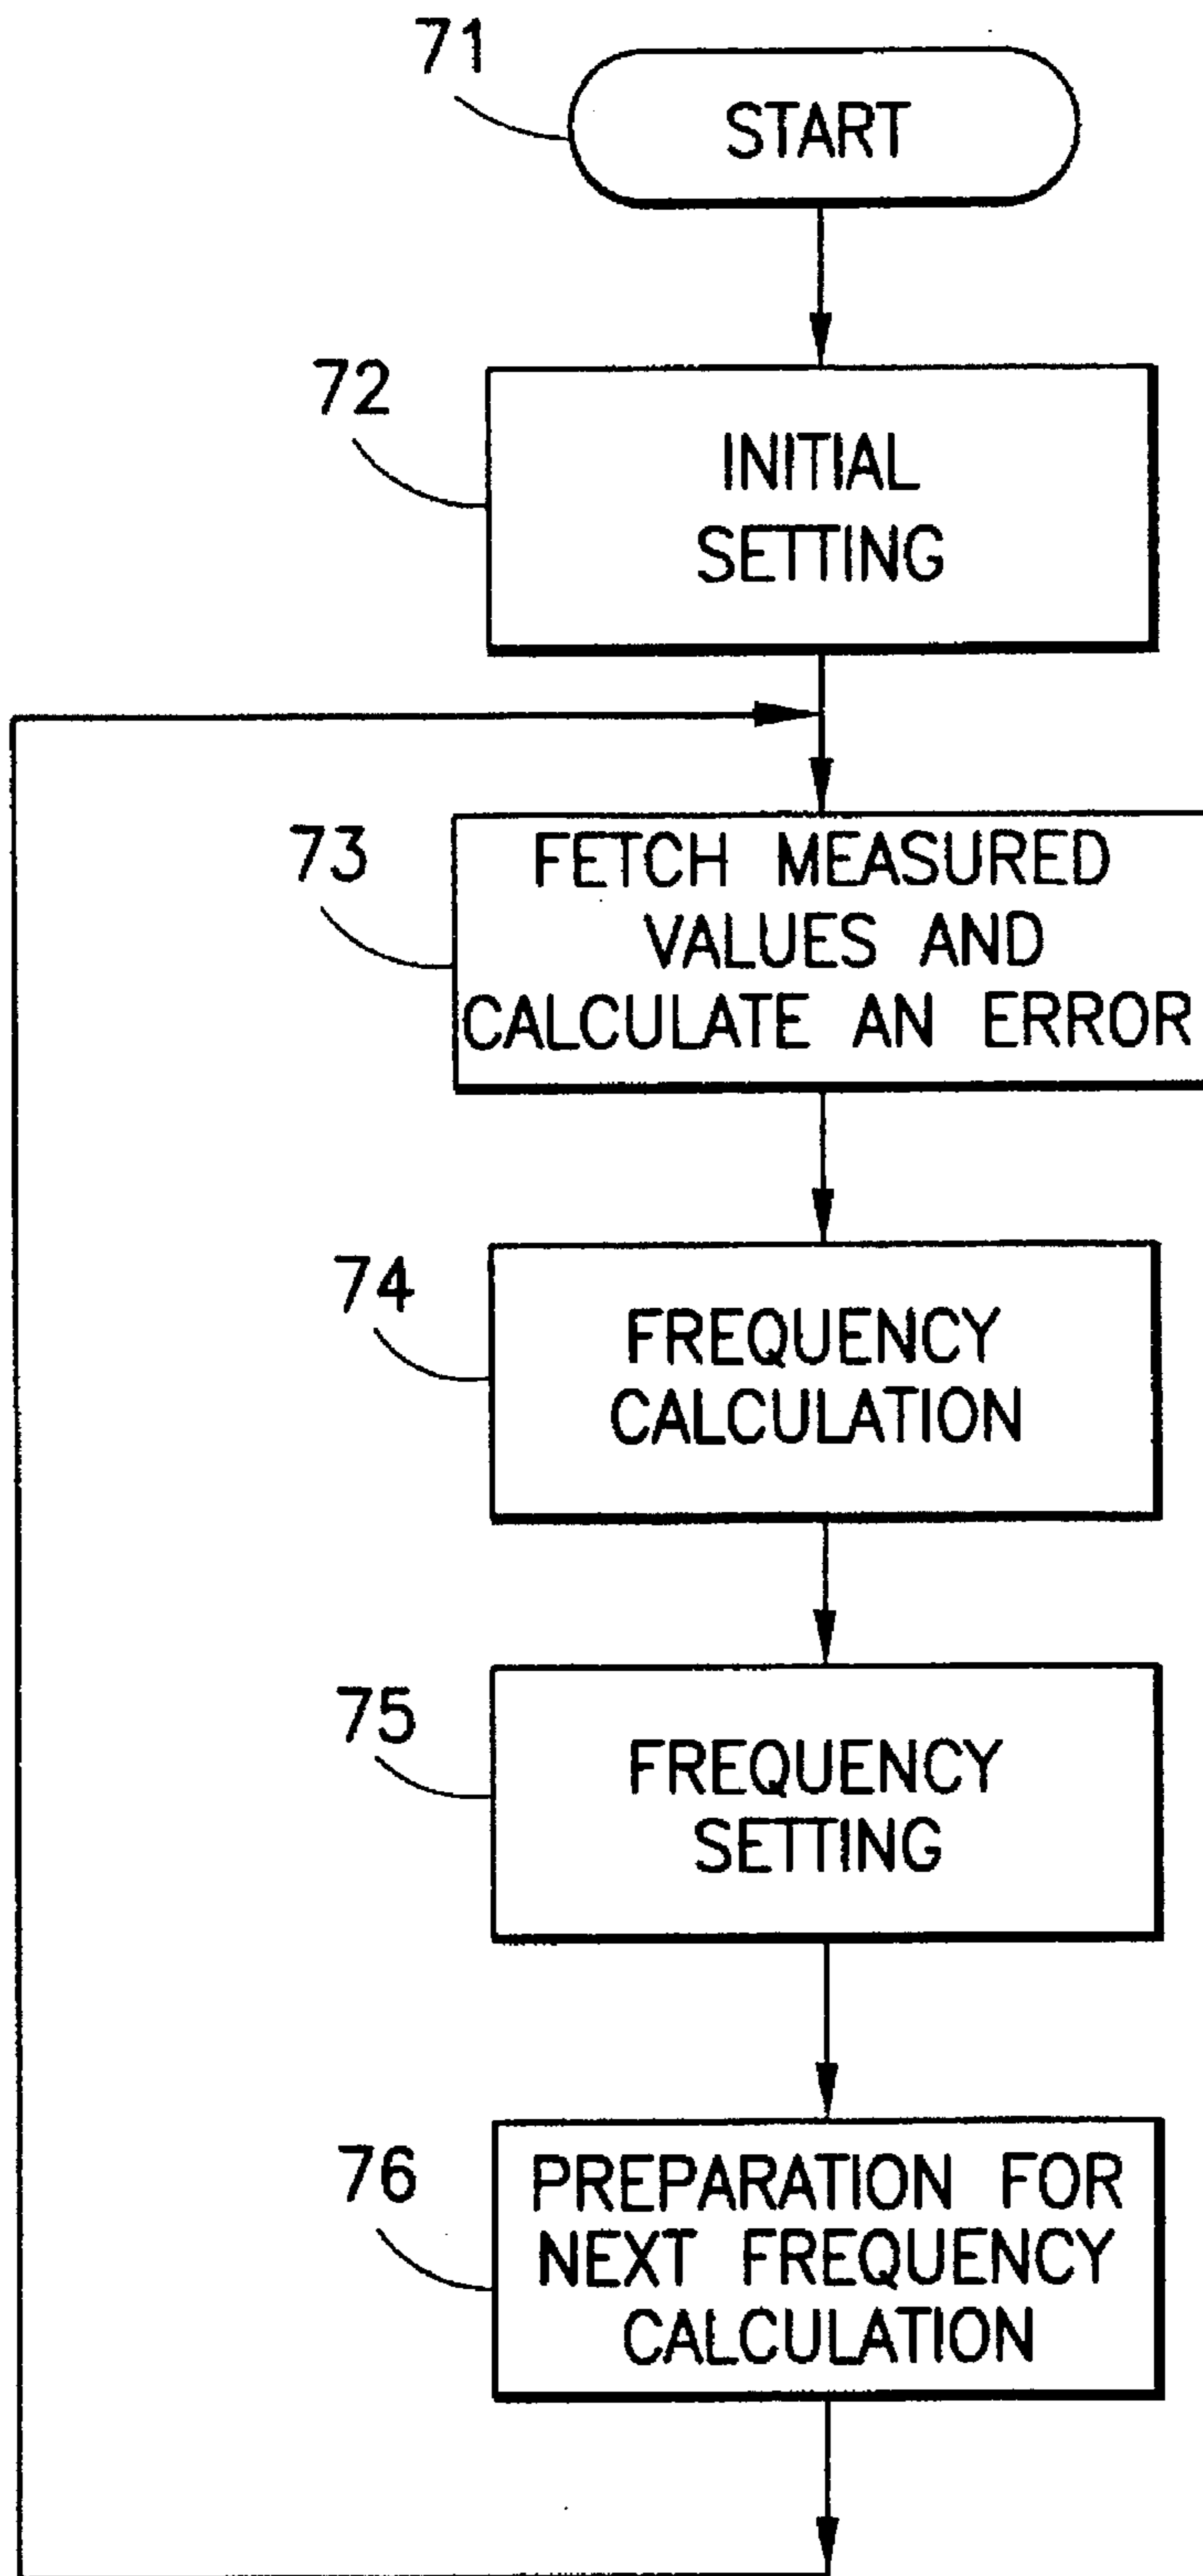 71
START
72
INITIAL
SETTING
73
FETCH MEASURED
VALUES AND
CALCULATE AN ERROR
74
FREQUENCY
CALCULATION
75
FREQUENCY
SETTING
76
PREPARATION FOR
NEXT FREQUENCY
CALCULATION